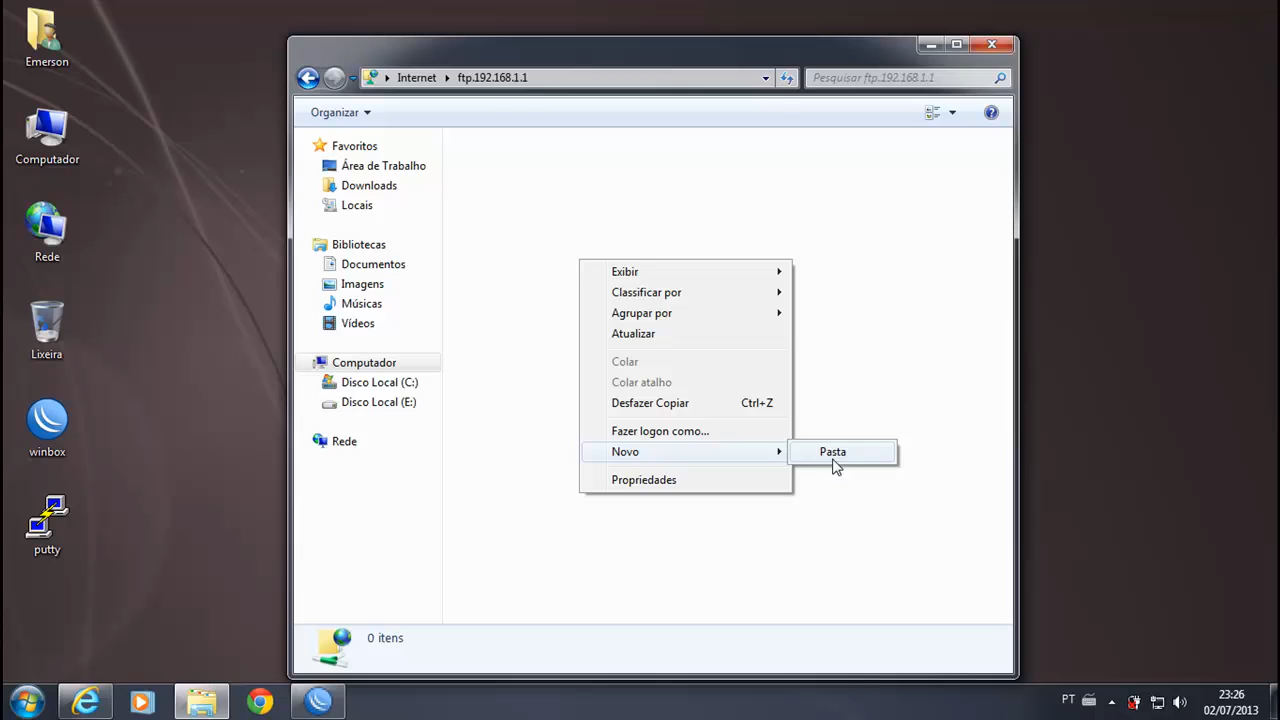 Emerson
Computador
Rede
Lixeira
winbox
putty
Internet
ftp.192.168.1.1
Pesquisar ftp.192.168.1.1
Organizar
Favoritos
Área de Trabalho
Downloads
Locais
Bibliotecas
Documentos
Imagens
Músicas
Vídeos
Computador
Disco Local (C:)
Disco Local (E:)
Rede
Exibir
Classificar por
Agrupar por
Atualizar
Colar
Colar atalho
Desfazer Copiar Ctrl+Z
Fazer logon como...
Novo
Pasta
Propriedades
0 itens
PT
23:26
02/07/2013